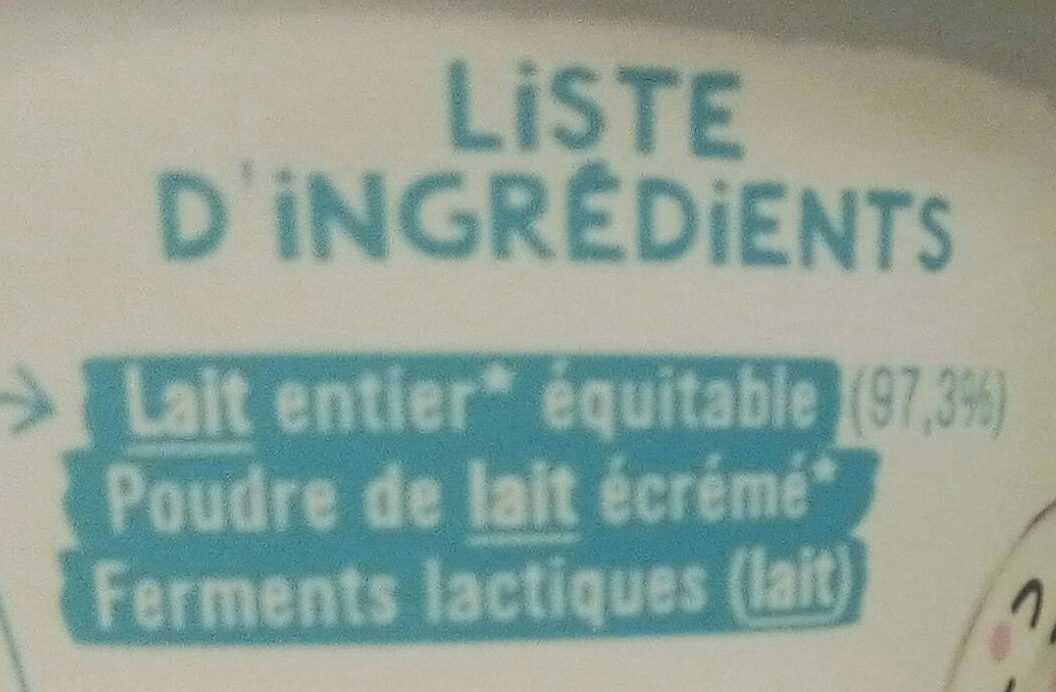 LiSTE
D'iNGRÉDiENTS
Lait entier* équitable (97,3%)
Poudre de lait écrémé*
Ferments lactiques (lait)